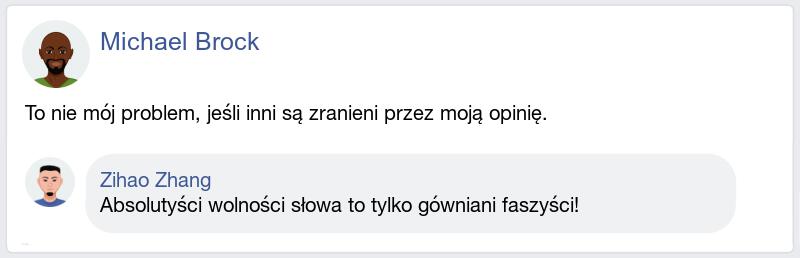 Michael Brock
To nie mój problem, jeśli inni są zranieni przez moją opinię.
Zihao Zhang
Absolutyści wolności słowa to tylko gówniani faszyści!